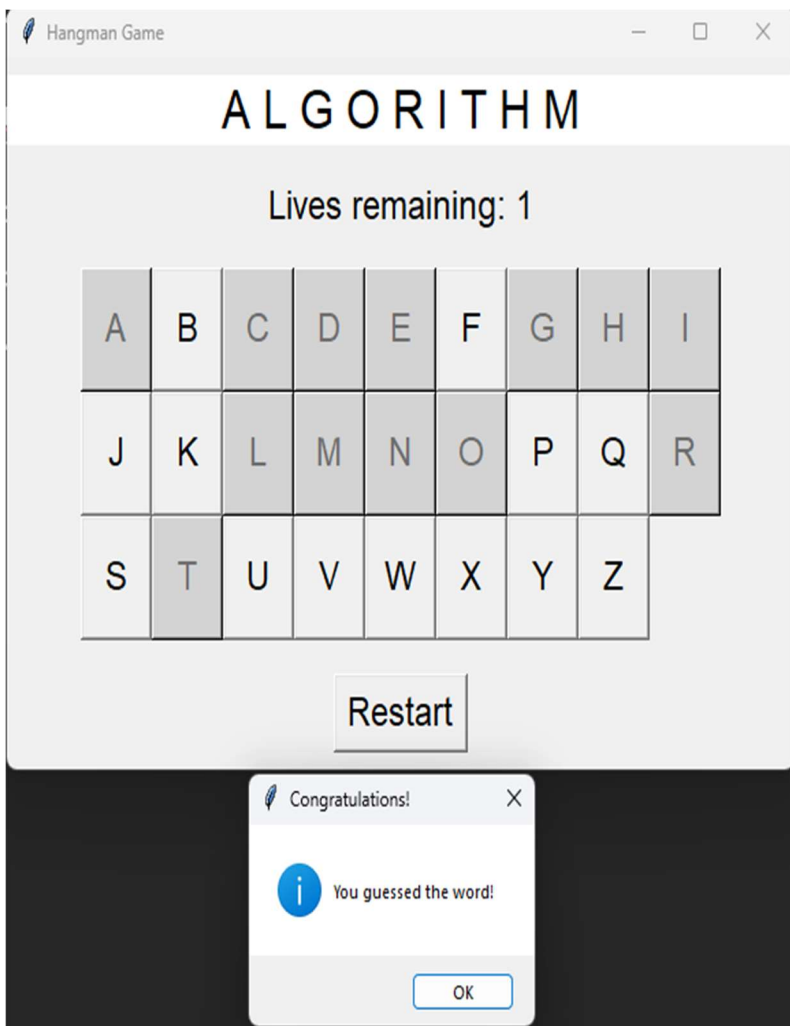 Hangman Game
A L G O R I T H M
Lives remaining: 1
A B C D E F G H I
J K L M N O P Q R
S T U V W X Y Z
Restart
Congratulations!
You guessed the word!
OK